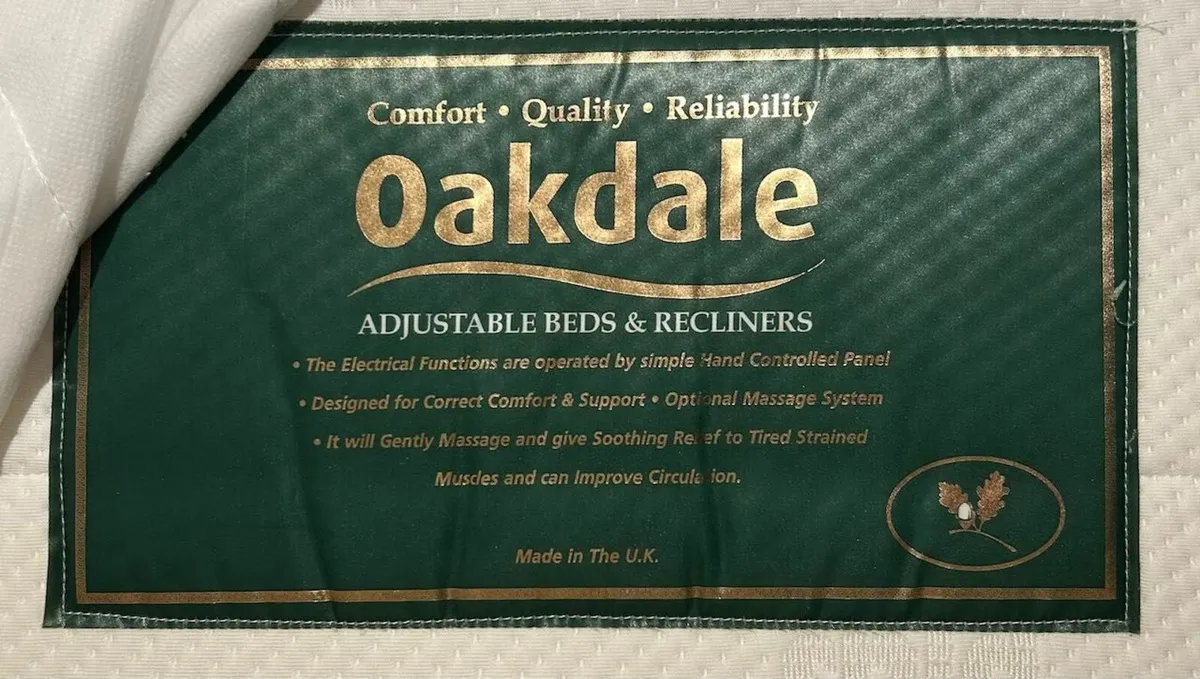 Comfort • Quality • Reliability
Oakdale
ADJUSTABLE BEDS & RECLINERS
• The Electrical Functions are operated by simple Hand Controlled Panel
• Designed for Correct Comfort & Support • Optional Massage System
• It will Gently Massage and give Soothing Relief to Tired Strained
Muscles and can Improve Circulation.
Made in The U.K.